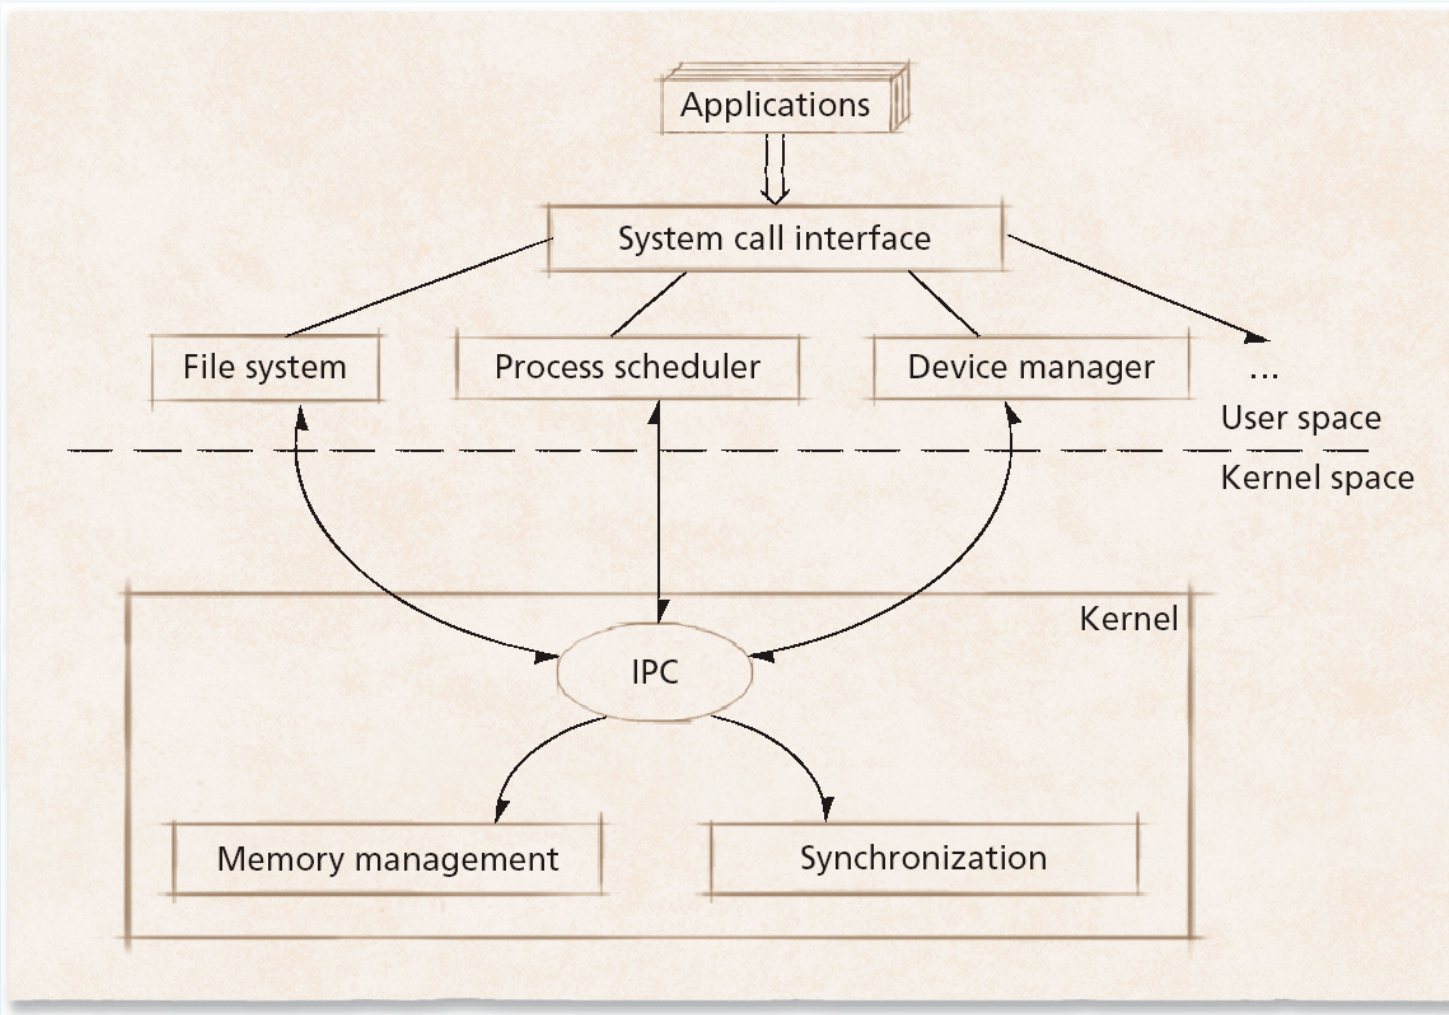 Applications
System call interface
File system
Process scheduler
Device manager
...
User space
Kernel space
Kernel
IPC
Memory management
Synchronization